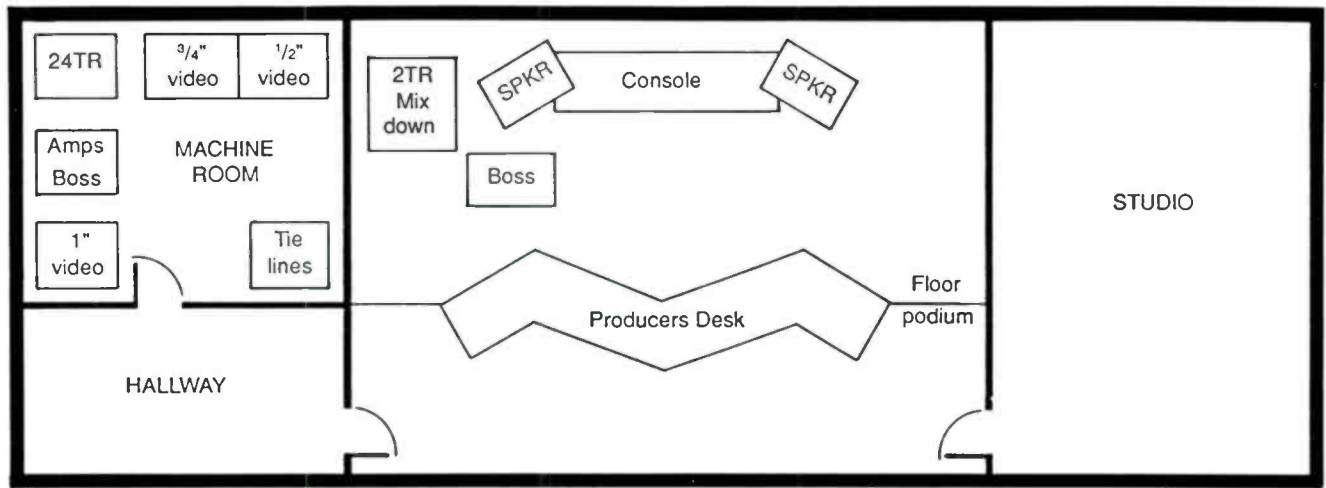 24TR
3/4"
video
1/2"
video
Amps
Boss
MACHINE
ROOM
1"
video
Tie
lines
HALLWAY
2TR
Mix
down
SPKR
Console
SPKR
Boss
Producers Desk
Floor
podium
STUDIO